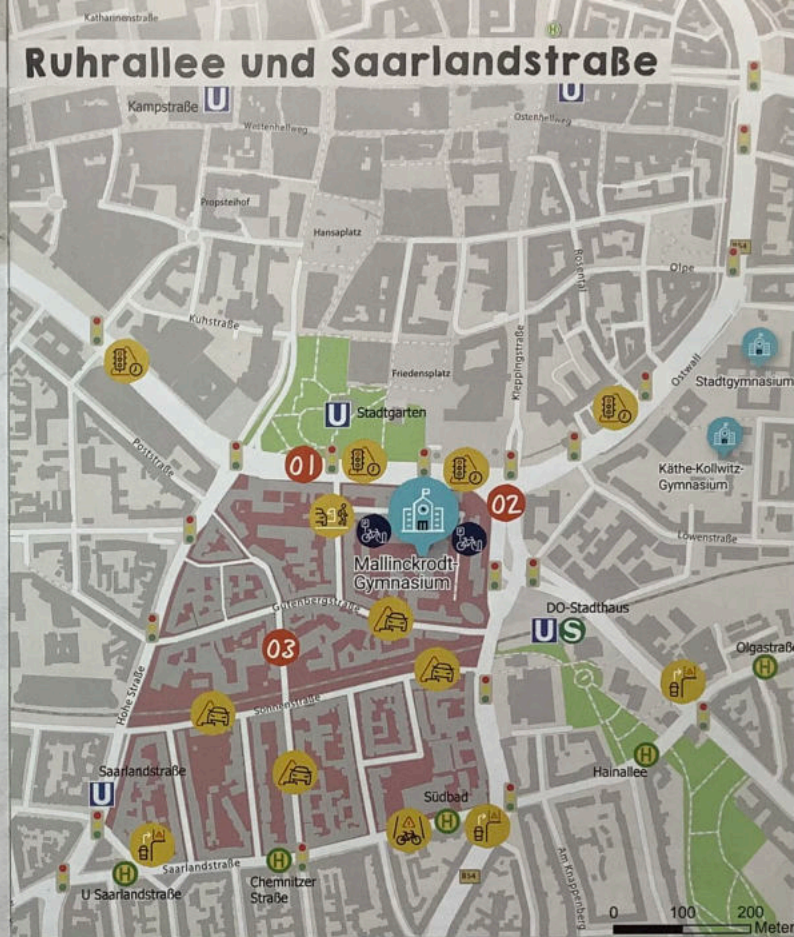 Katharinenstraße
H
Ruhrallee und Saarlandstraße
Kampstraße
U
U
Westenhellweg
Ostenhellweg
Propsteihof
Hansaplatz
B54
Rosental
Olpe
Kuhstraße
Klepplingstraße
Ostwall
Friedensplatz
Stadtgymnasium
U
Stadtgarten
Poststraße
Käthe-Kollwitz-
Gymnasium
01
02
m
P
P
Löwenstraße
Mallinckrodt-
Gymnasium
Gutenbergstraße
DO-Stadthaus
U
S
03
Olgastraß
H
Hohe Straße
Sonnenstraße
H
Hainallee
Saarlandstraße
U
Südbad
H
Saarlandstraße
H
H
U Saarlandstraße
Chemnitzer
Straße
B54
Am Knappenberg
0 100 200
Meter